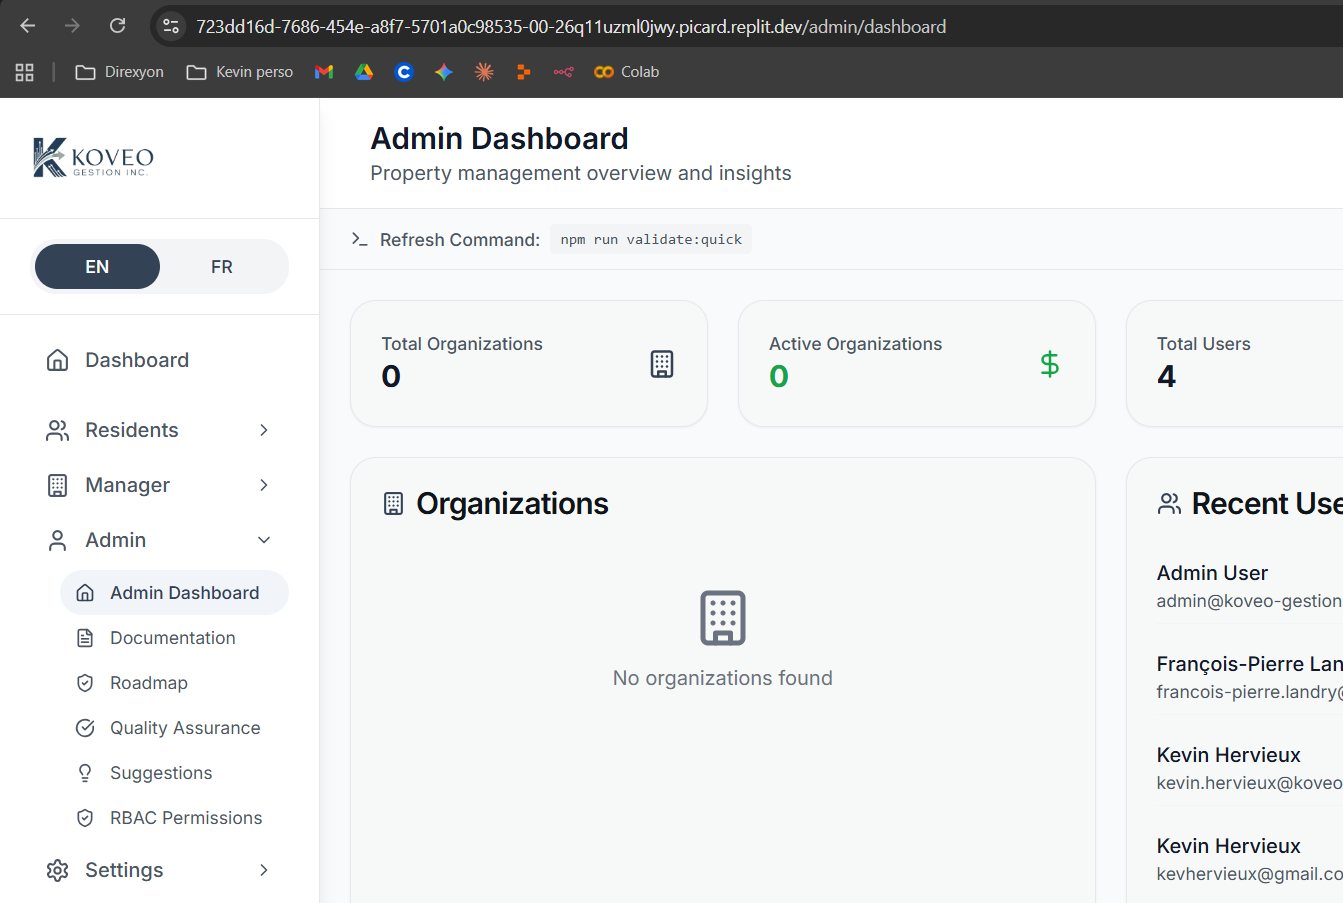 723dd16d-7686-454e-a8f7-5701a0c98535-00-26q11uzml0jwy.picard.replit.dev/admin/dashboard
Direxyon
Kevin perso
Colab
KOVEO
GESTION INC.
EN
FR
Dashboard
Residents
Manager
Admin
Admin Dashboard
Documentation
Roadmap
Quality Assurance
Suggestions
RBAC Permissions
Settings
Admin Dashboard
Property management overview and insights
Refresh Command: npm run validate:quick
Total Organizations
0
Active Organizations
0
$
Total Users
4
Organizations
No organizations found
Recent Use
Admin User
admin@koveo-gestion
François-Pierre Lan
francois-pierre.landry@
Kevin Hervieux
kevin.hervieux@koveo
Kevin Hervieux
kevhervieux@gmail.co